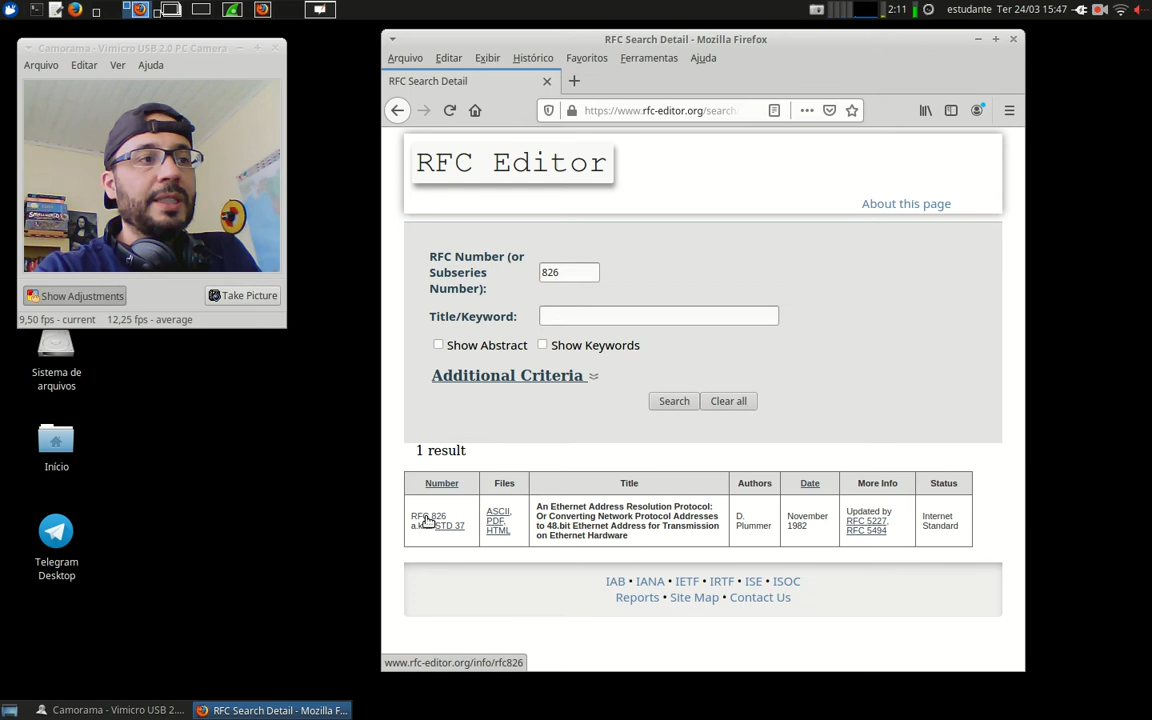 2:11
estudante Ter 24/03 15:47
Camorama - Vimicro USB 2.0 PC Camera
Arquivo Editar Ver Ajuda
Show Adjustments
Take Picture
9,50 fps - current 12,25 fps - average
Sistema de
arquivos
Início
Telegram
Desktop
RFC Search Detail - Mozilla Firefox
Arquivo Editar Exibir Histórico Favoritos Ferramentas Ajuda
RFC Search Detail
https://www.rfc-editor.org/search
RFC Editor
About this page
RFC Number (or
Subseries
Number):
826
Title/Keyword:
Show Abstract Show Keywords
Additional Criteria
Search Clear all
1 result
Number Files Title Authors Date More Info Status
RFC 826
STD 37
ASCII,
PDF,
HTML
An Ethernet Address Resolution Protocol:
Or Converting Network Protocol Addresses
to 48.bit Ethernet Address for Transmission
on Ethernet Hardware
D.
Plummer
November
1982
Updated by
RFC 5227,
RFC 5494
Internet
Standard
IAB • IANA • IETF • IRTF • ISE • ISOC
Reports • Site Map • Contact Us
www.rfc-editor.org/info/rfc826
Camorama - Vimicro USB 2....
RFC Search Detail - Mozilla F...